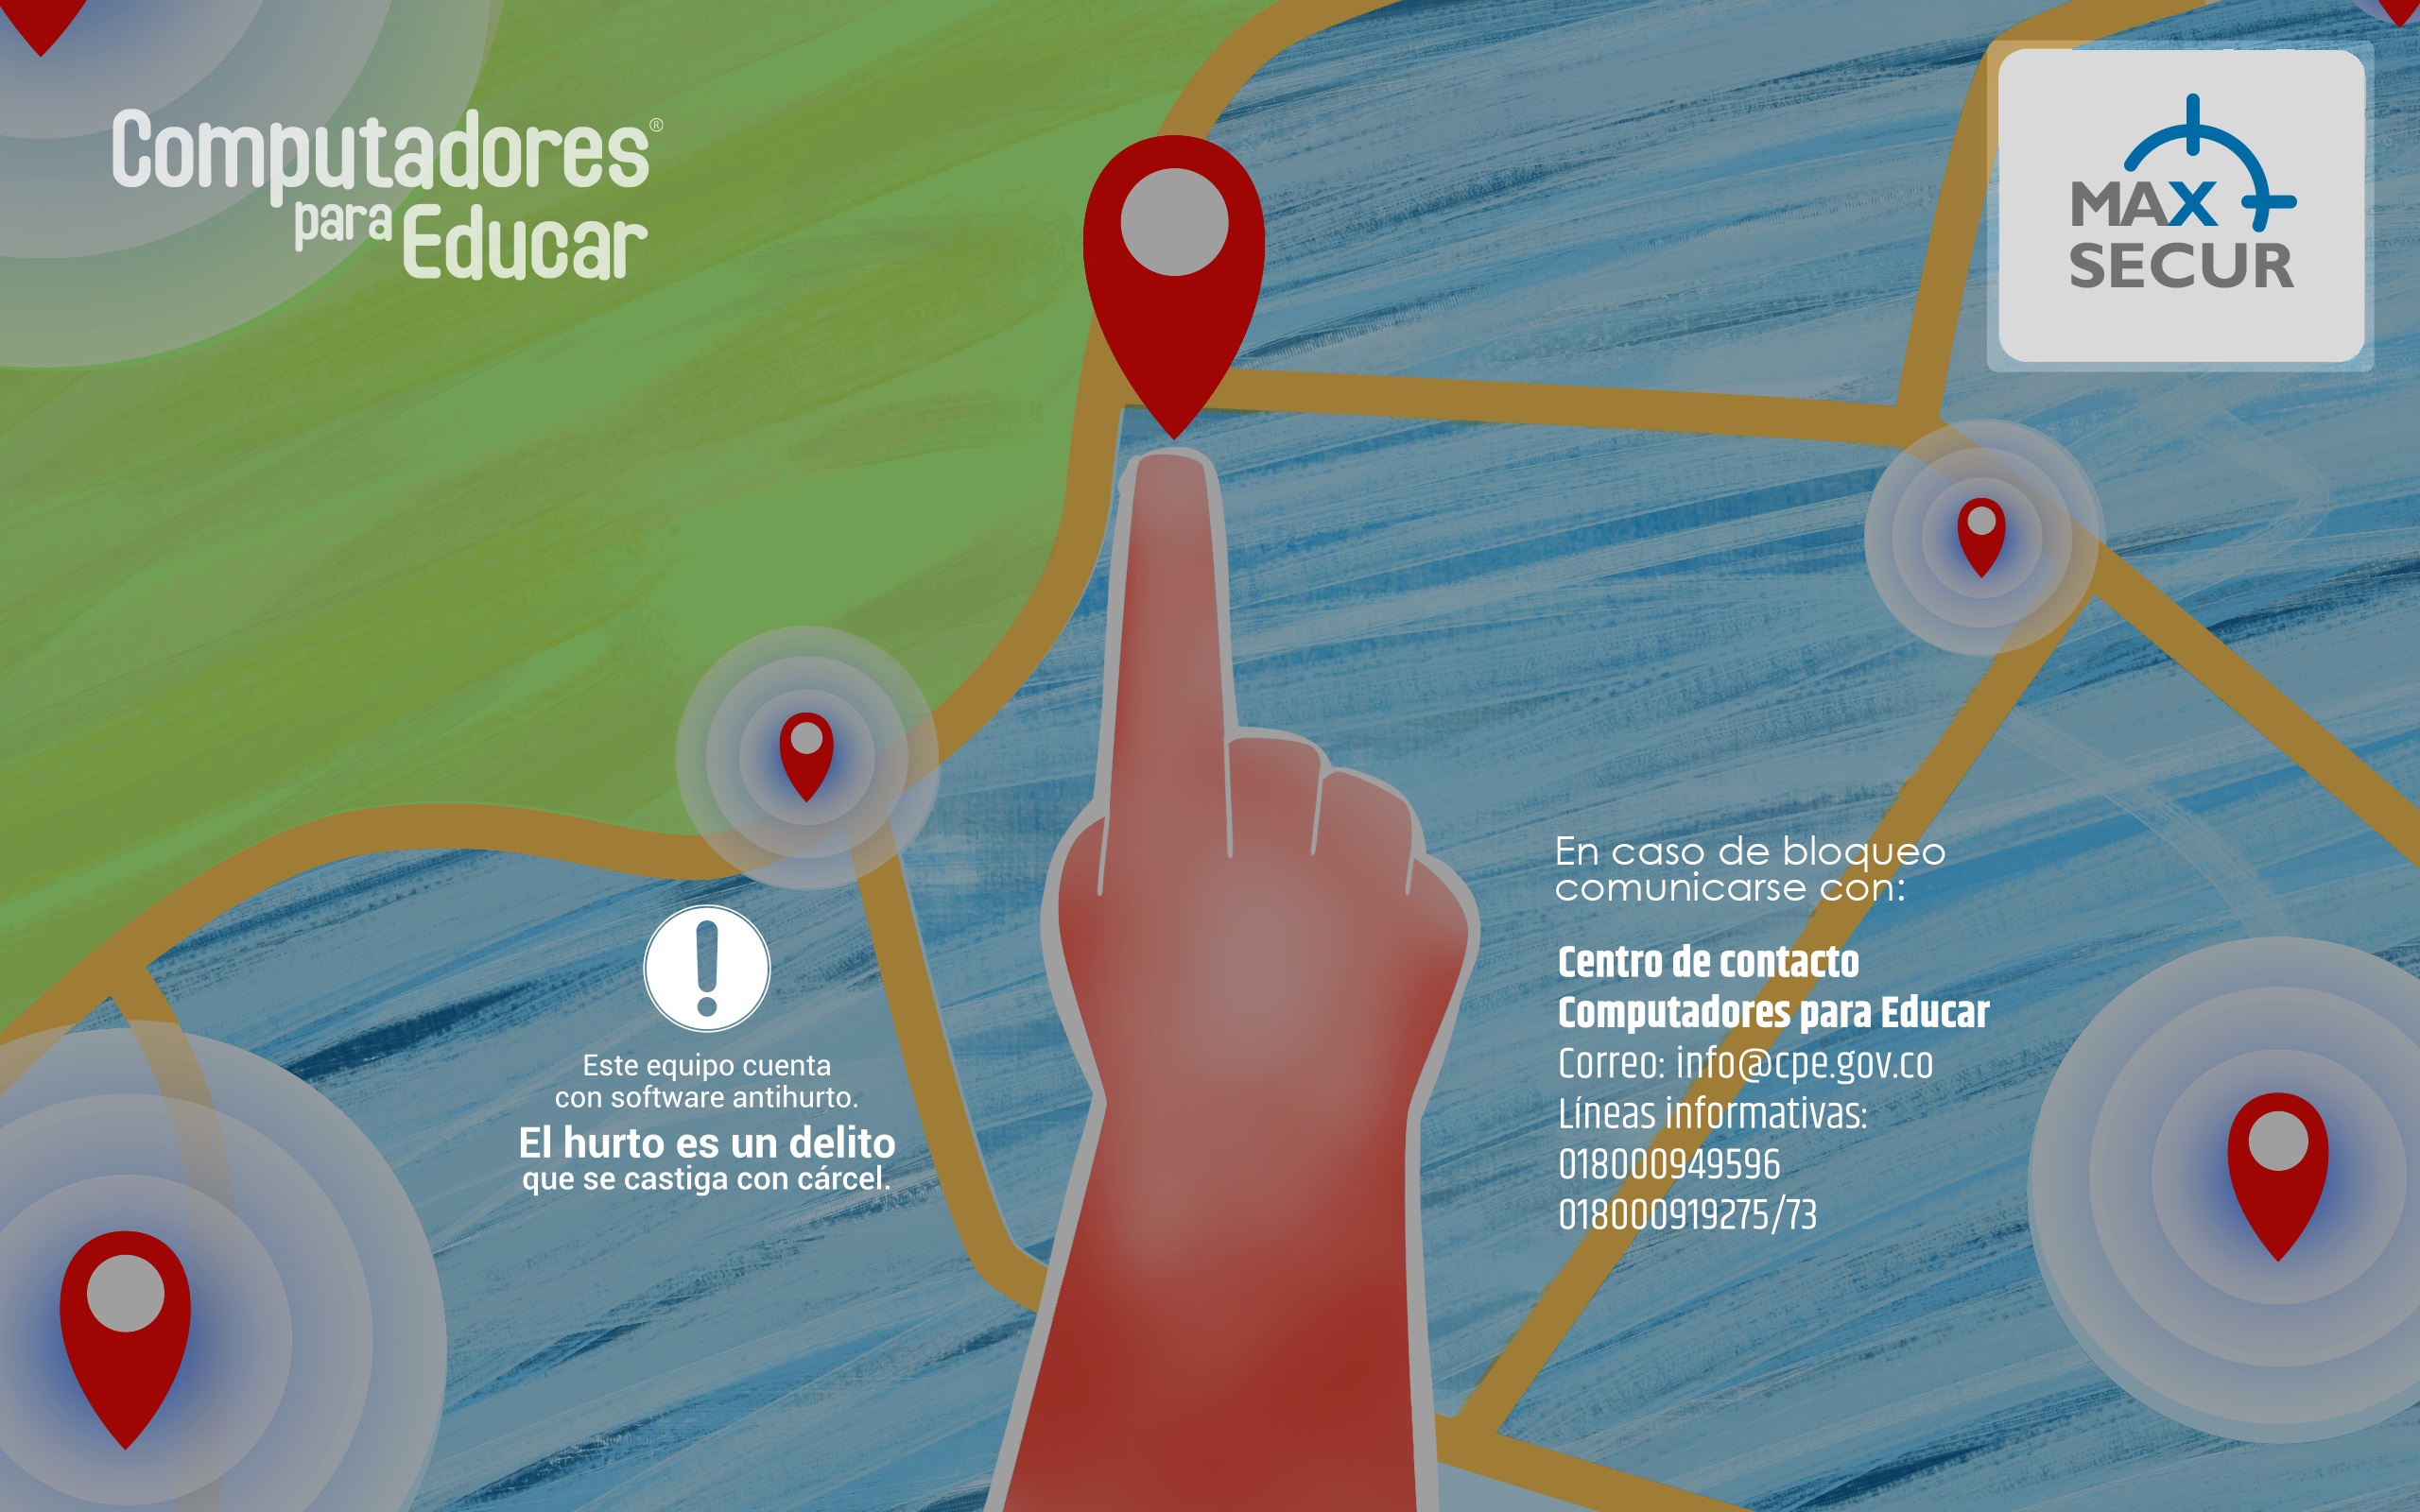 Computadores®
para Educar
MAX
SECUR
Este equipo cuenta
con software antihurto.
El hurto es un delito
que se castiga con cárcel.
En caso de bloqueo
comunicarse con:
Centro de contacto
Computadores para Educar
Correo: info@cpe.gov.co
Líneas informativas:
018000949596
018000919275/73